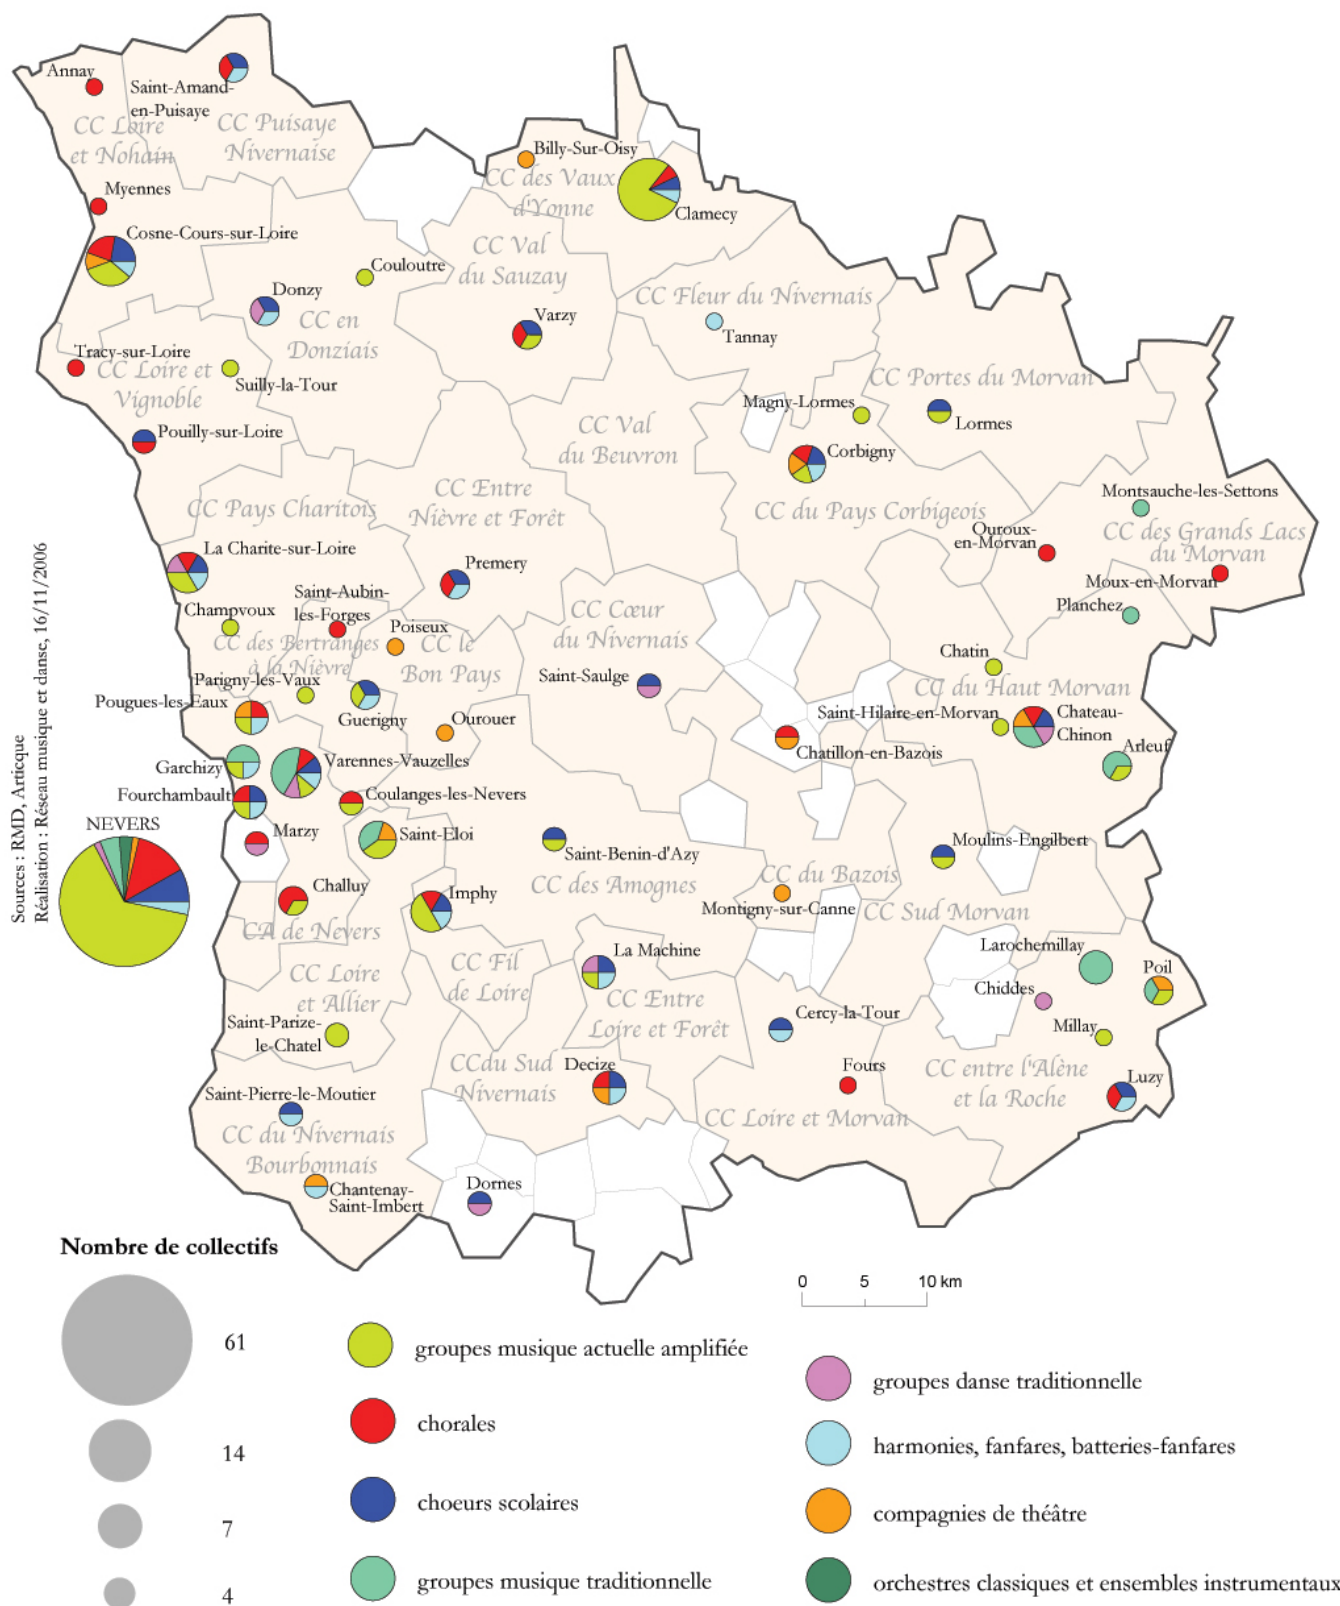 Annay
Saint-Amand-
en-Puisaye
CC Loire
et Nohain
CC Puisaye
Nivernaise
Billy-Sur-Oisy
CC des Vaux
d'Yonne
Clamecy
Myennes
Cosne-Cours-sur-Loire
CC Val
du Sauzay
Couloutre
Donzy
CC en
Donziais
CC Fleur du Nivernais
Tannay
Varzy
Tracy-sur-Loire
CC Loire et
Vignoble
Suilly-la-Tour
CC Portes du Morvan
Magny-Lormes
Lormes
Pouilly-sur-Loire
CC Val
du Beuvron
Corbigny
CC Pays Charitois
CC Entre
Nièvre et Forêt
CC du Pays Corbigeois
Montsauche-les-Settons
CC des Grands Lacs
du Morvan
Ouroux-
en-Morvan
Moux-en-Morvan
Planchez
La Charite-sur-Loire
Premery
Saint-Aubin-
les-Forges
Champvoux
Poiseux
CC des Bertranges
à la Nièvre
CC le
Bon Pays
CC Cœur
du Nivernais
Chatin
CC du Haut Morvan
Parigny-les-Vaux
Pougues-les-Eaux
Guerigny
Ourouer
Saint-Saulge
Saint-Hilaire-en-Morvan
Chateau-
Chinon
Chatillon-en-Bazois
Arleuf
Garchizy
Varennes-Vauzelles
Fourchambault
Coulanges-les-Nevers
NEVERS
Marzy
Saint-Eloi
Saint-Benin-d'Azy
Moulins-Engilbert
CC des Amognes
CC du Bazois
Montigny-sur-Canne
CC Sud Morvan
Challuy
Imphy
CA de Nevers
La Machine
Larochemillay
Poil
CC Loire
et Allier
CC Fil
de Loire
CC Entre
Loire et Forêt
Chiddes
Cercy-la-Tour
Millay
Saint-Parize-
le-Chatel
CCdu Sud
Nivernais
Decize
Fours
CC entre l'Alène
et la Roche
Luzy
Saint-Pierre-le-Moutier
CC du Nivernais
Bourbonnais
CC Loire et Morvan
Chantenay-
Saint-Imbert
Dornes
Sources : RMD, Articque
Réalisation : Réseau musique et danse, 16/11/2006
Nombre de collectifs
61
14
7
4
0 5 10 km
groupes musique actuelle amplifiée
chorales
choeurs scolaires
groupes musique traditionnelle
groupes danse traditionnelle
harmonies, fanfares, batteries-fanfares
compagnies de théâtre
orchestres classiques et ensembles instrumentaux